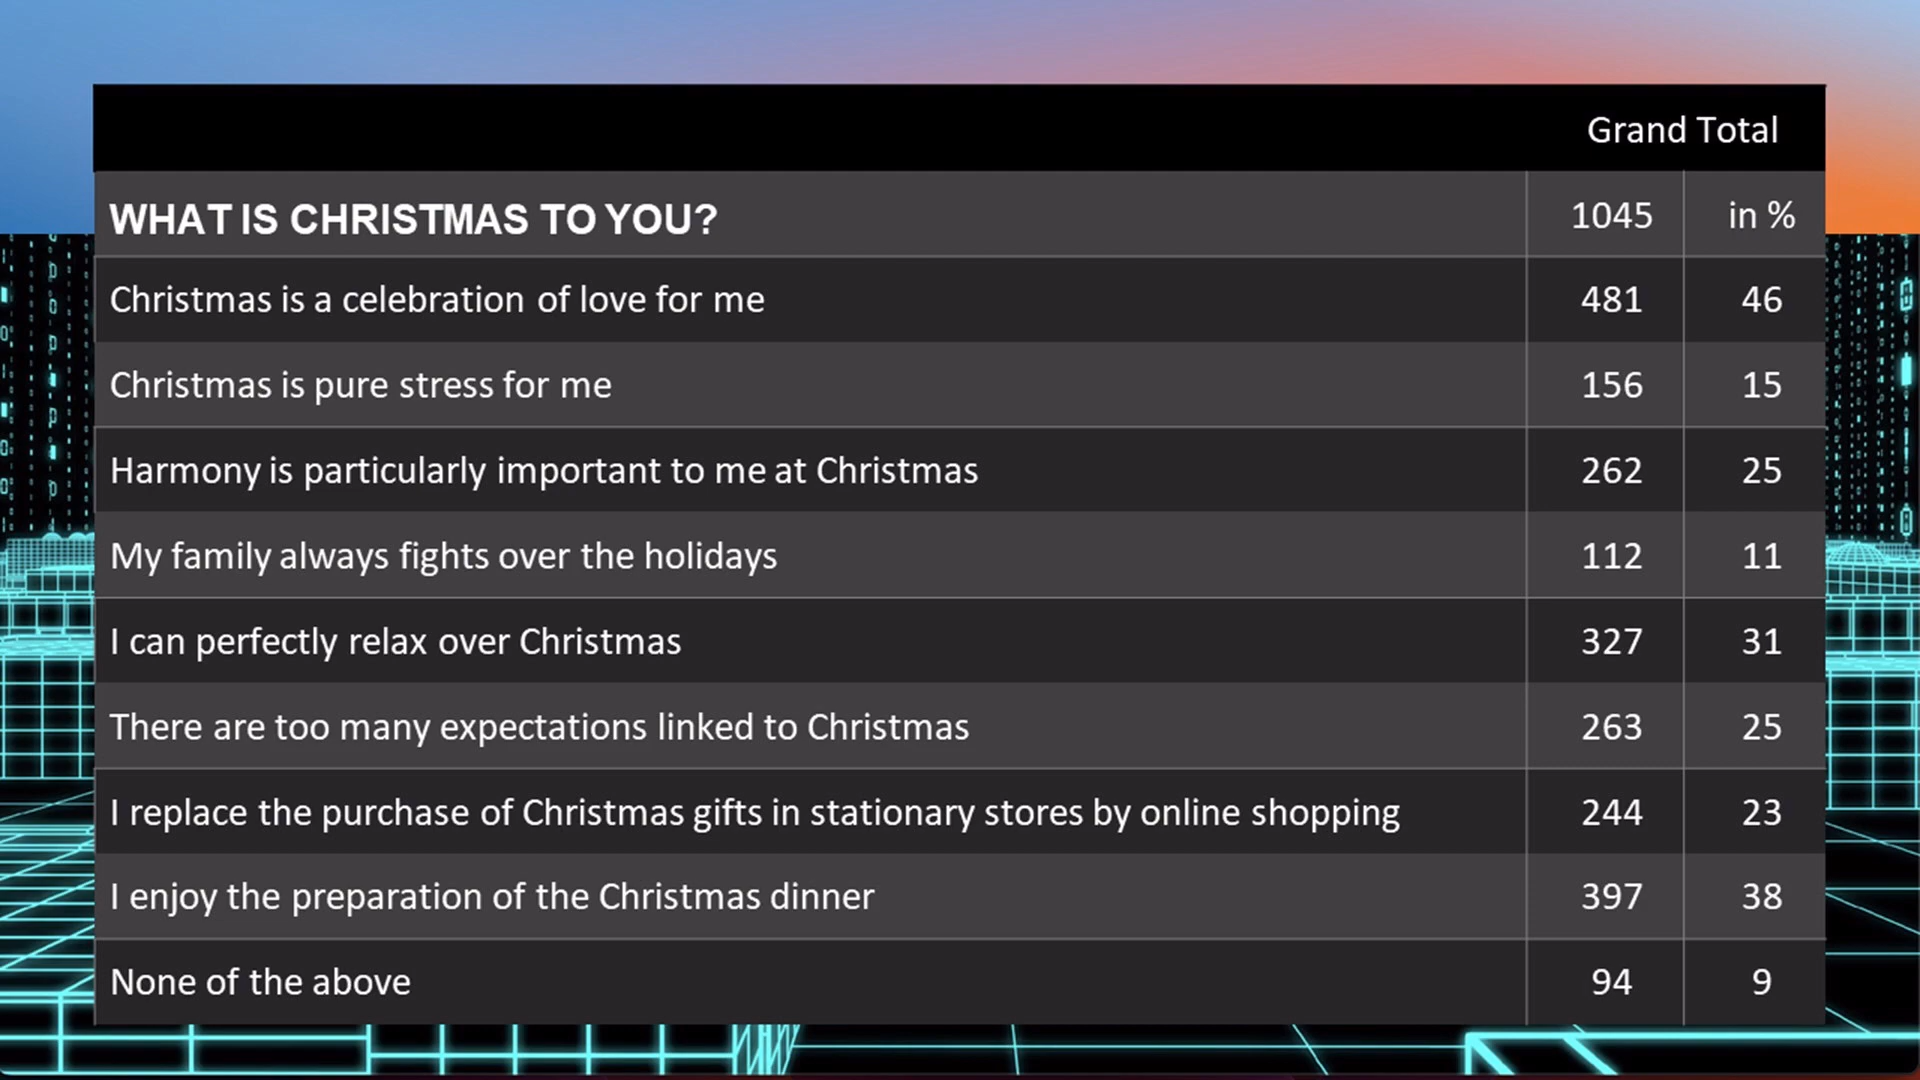 Grand Total
WHAT IS CHRISTMAS TO YOU? 1045 in %
Christmas is a celebration of love for me 481 46
Christmas is pure stress for me 156 15
Harmony is particularly important to me at Christmas 262 25
My family always fights over the holidays 112 11
I can perfectly relax over Christmas 327 31
There are too many expectations linked to Christmas 263 25
I replace the purchase of Christmas gifts in stationary stores by online shopping 244 23
I enjoy the preparation of the Christmas dinner 397 38
None of the above 94 9